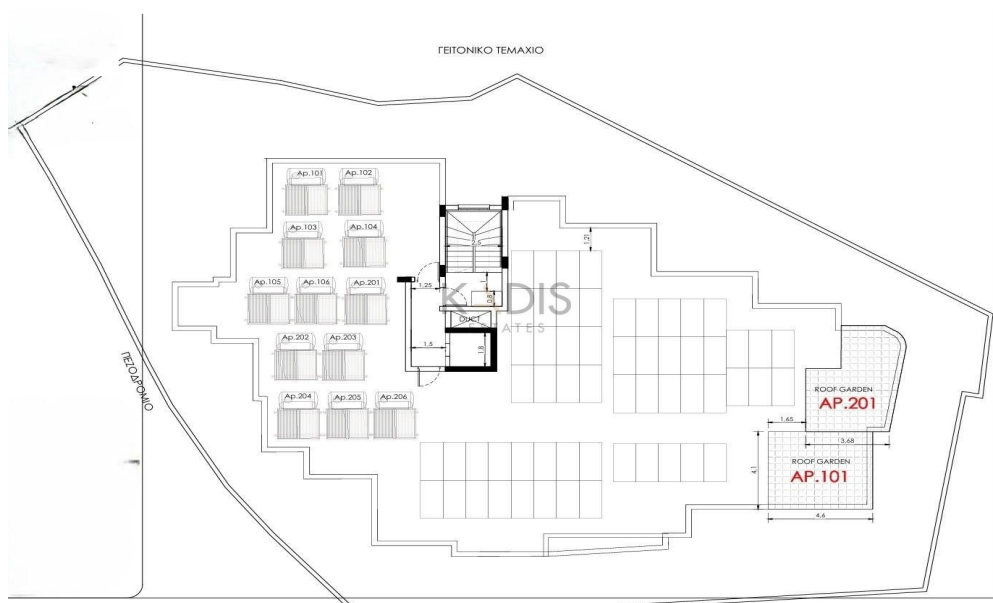 ΓΕΙΤΟΝΙΚΟ ΤΕΜΑΧΙΟ
Ap.101 Ap.102
Ap.103 Ap.104
Ap.105 Ap.106 Ap.201
Ap.202 Ap.203
Ap.204 Ap.205 Ap.206
ΠΕΖΟΔΡΟΜΙΟ
1,21
1,25
1
0,8
DUCT
ESTATES
1,5
1,8
ROOF GARDEN
AP.201
1,65
3,68
4,1
ROOF GARDEN
AP.101
4,6